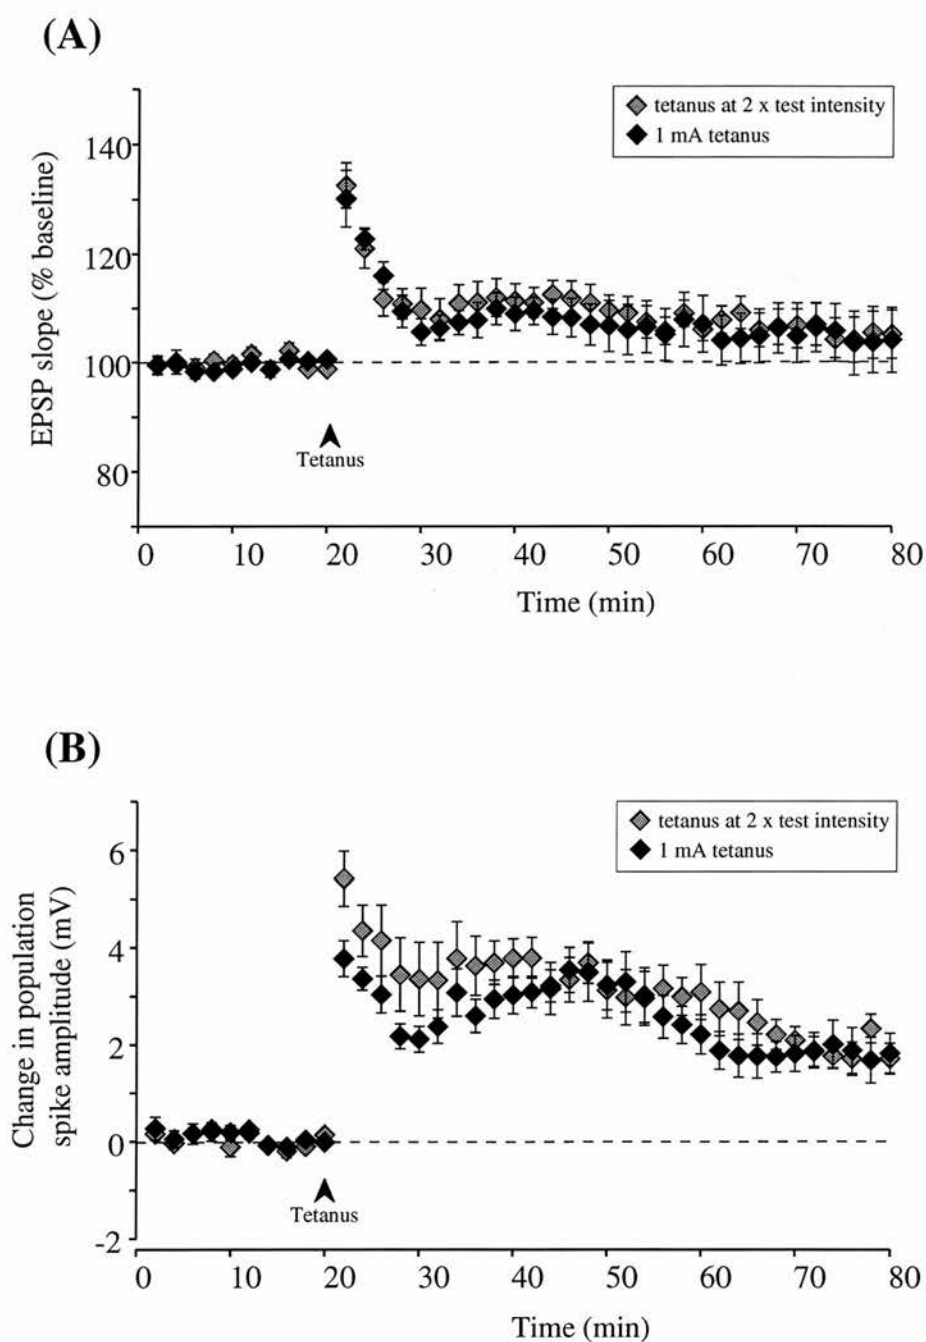 (A)
140
120
100
80
EPSP slope (% baseline)
tetanus at 2 x test intensity
1 mA tetanus
Tetanus
0 10 20 30 40 50 60 70 80
Time (min)
(B)
6
4
2
0
-2
Change in population
spike amplitude (mV)
tetanus at 2 x test intensity
1 mA tetanus
Tetanus
0 10 20 30 40 50 60 70 80
Time (min)